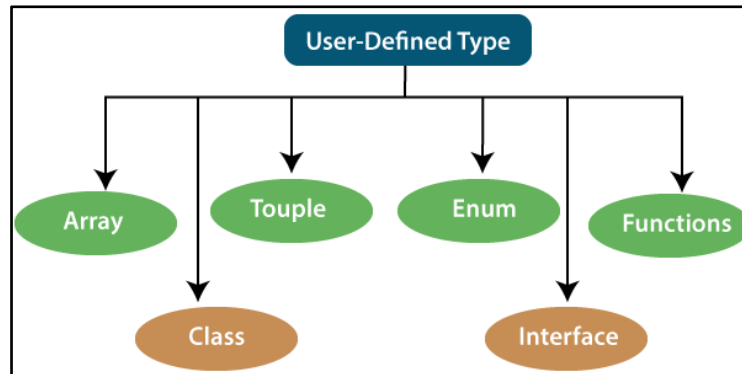 User-Defined Type
Array
Touple
Enum
Functions
Class
Interface